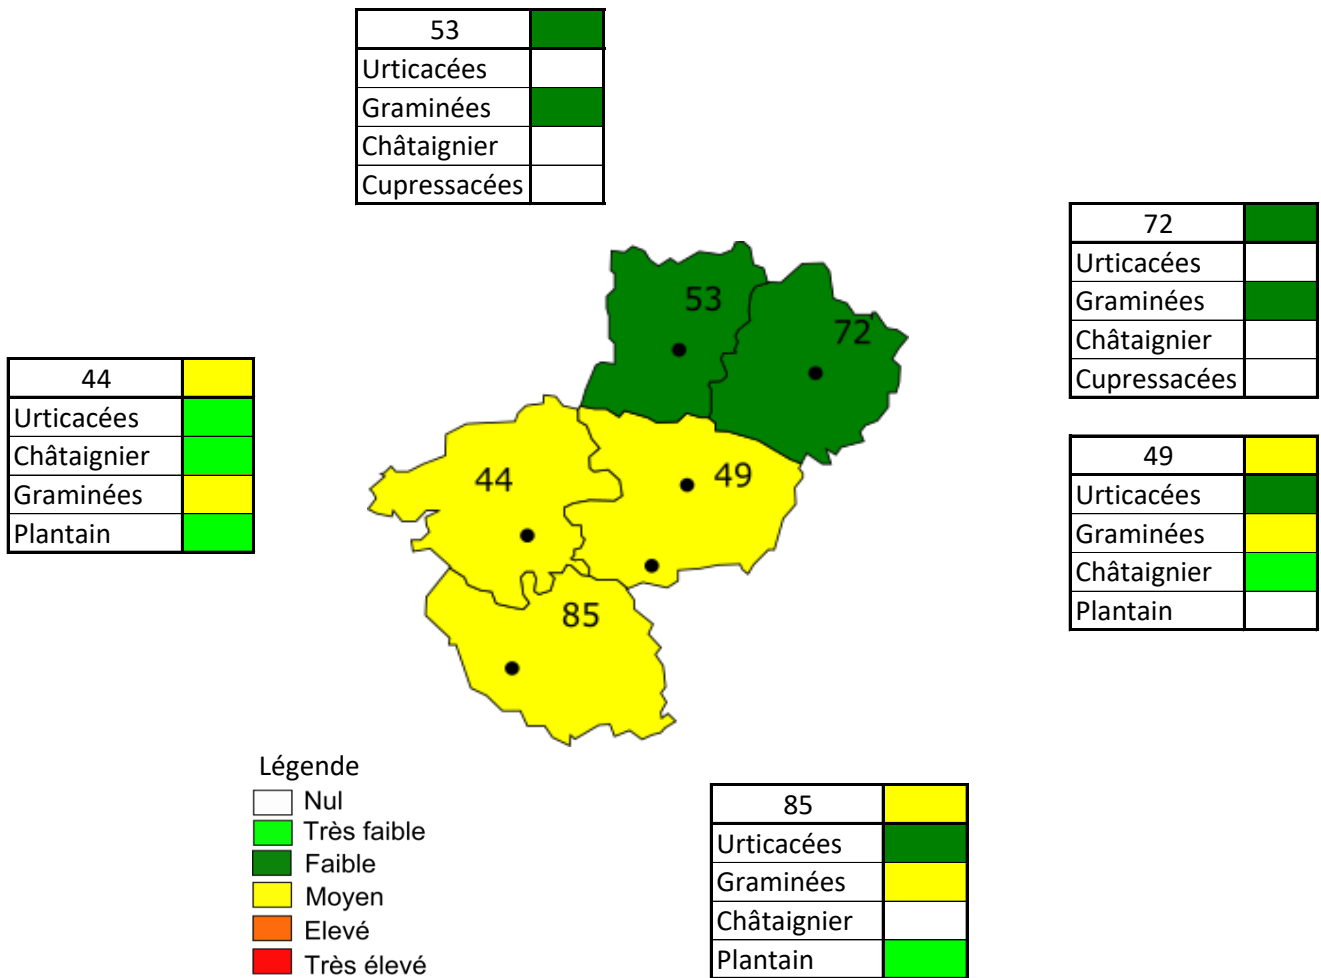 53
Urticacées
Graminées
Châtaignier
Cupressacées
72
Urticacées
Graminées
Châtaignier
Cupressacées
53
72
44
Urticacées
Châtaignier
Graminées
Plantain
44
49
85
49
Urticacées
Graminées
Châtaignier
Plantain
Légende
Nul
Très faible
Faible
Moyen
Elevé
Très élevé
85
Urticacées
Graminées
Châtaignier
Plantain